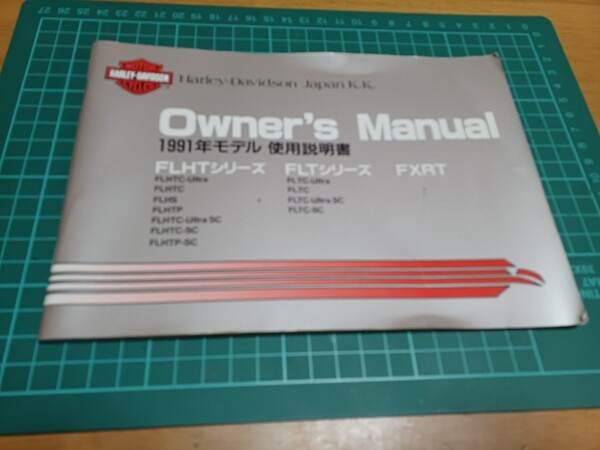 MOTOR
HARLEY-DAVIDSON
CYCLES
Harley-Davidson Japan K.K.
Owner's Manual
1991年モデル 使用説明書
FLHTシリーズ FLTシリーズ FXRT
FLHTC-Ultra FLTC-Ultra
FLHTC FLTC
FLHS FLTC-Ultra SC
FLHTP FLTC-SC
FLHTC-Ultra SC
FLHTC-SC
FLHTP-SC